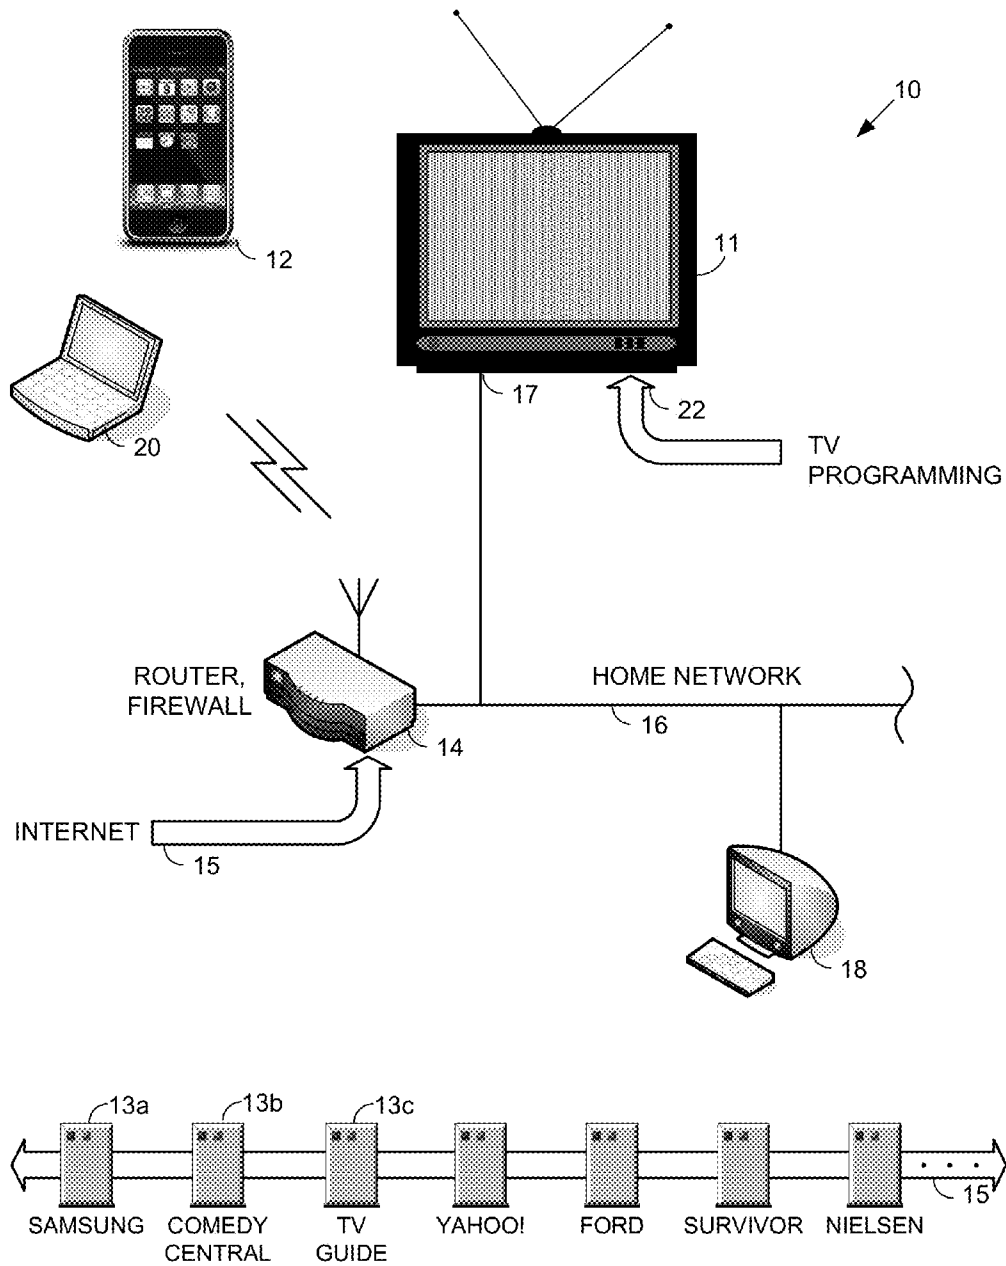 10
11
12
17
22
20
TV
PROGRAMMING
ROUTER,
FIREWALL
HOME NETWORK
14
16
INTERNET
15
18
13a
13b
13c
15
SAMSUNG
COMEDY
CENTRAL
TV
GUIDE
YAHOO!
FORD
SURVIVOR
NIELSEN